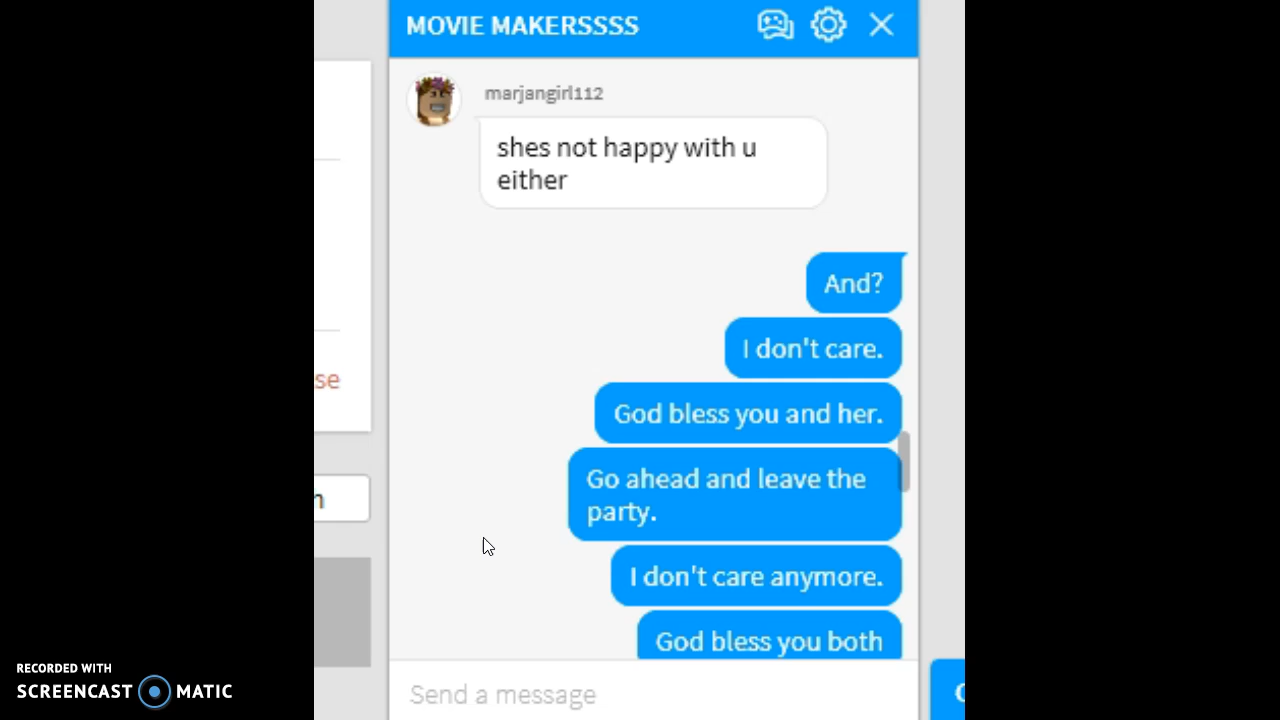 MOVIE MAKERSSSS
marjangirl112
shes not happy with u
either
And?
I don't care.
God bless you and her.
se
Go ahead and leave the
party.
I don't care anymore.
God bless you both
Send a message
RECORDED WITH
SCREENCAST MATIC